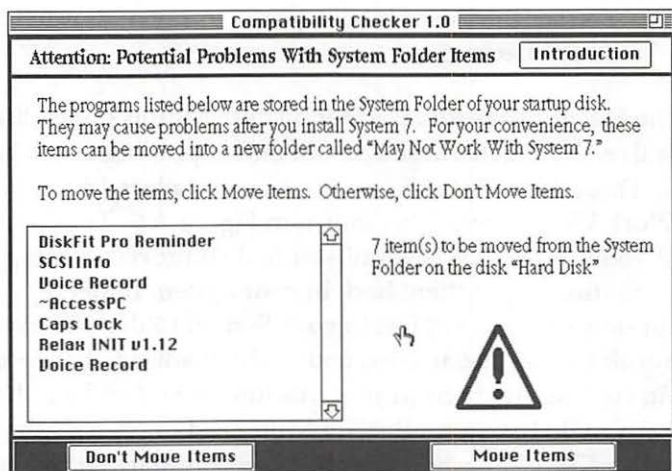 Compatibility Checker 1.0
Attention: Potential Problems With System Folder Items
Introduction
The programs listed below are stored in the System Folder of your startup disk.
They may cause problems after you install System 7. For your convenience, these
items can be moved into a new folder called “May Not Work With System 7.”
To move the items, click Move Items. Otherwise, click Don't Move Items.
DiskFit Pro Reminder
SCSIInfo
Voice Record
~AccessPC
Caps Lock
Relax INIT v1.12
Voice Record
7 item(s) to be moved from the System
Folder on the disk “Hard Disk”
Don't Move Items
Move Items